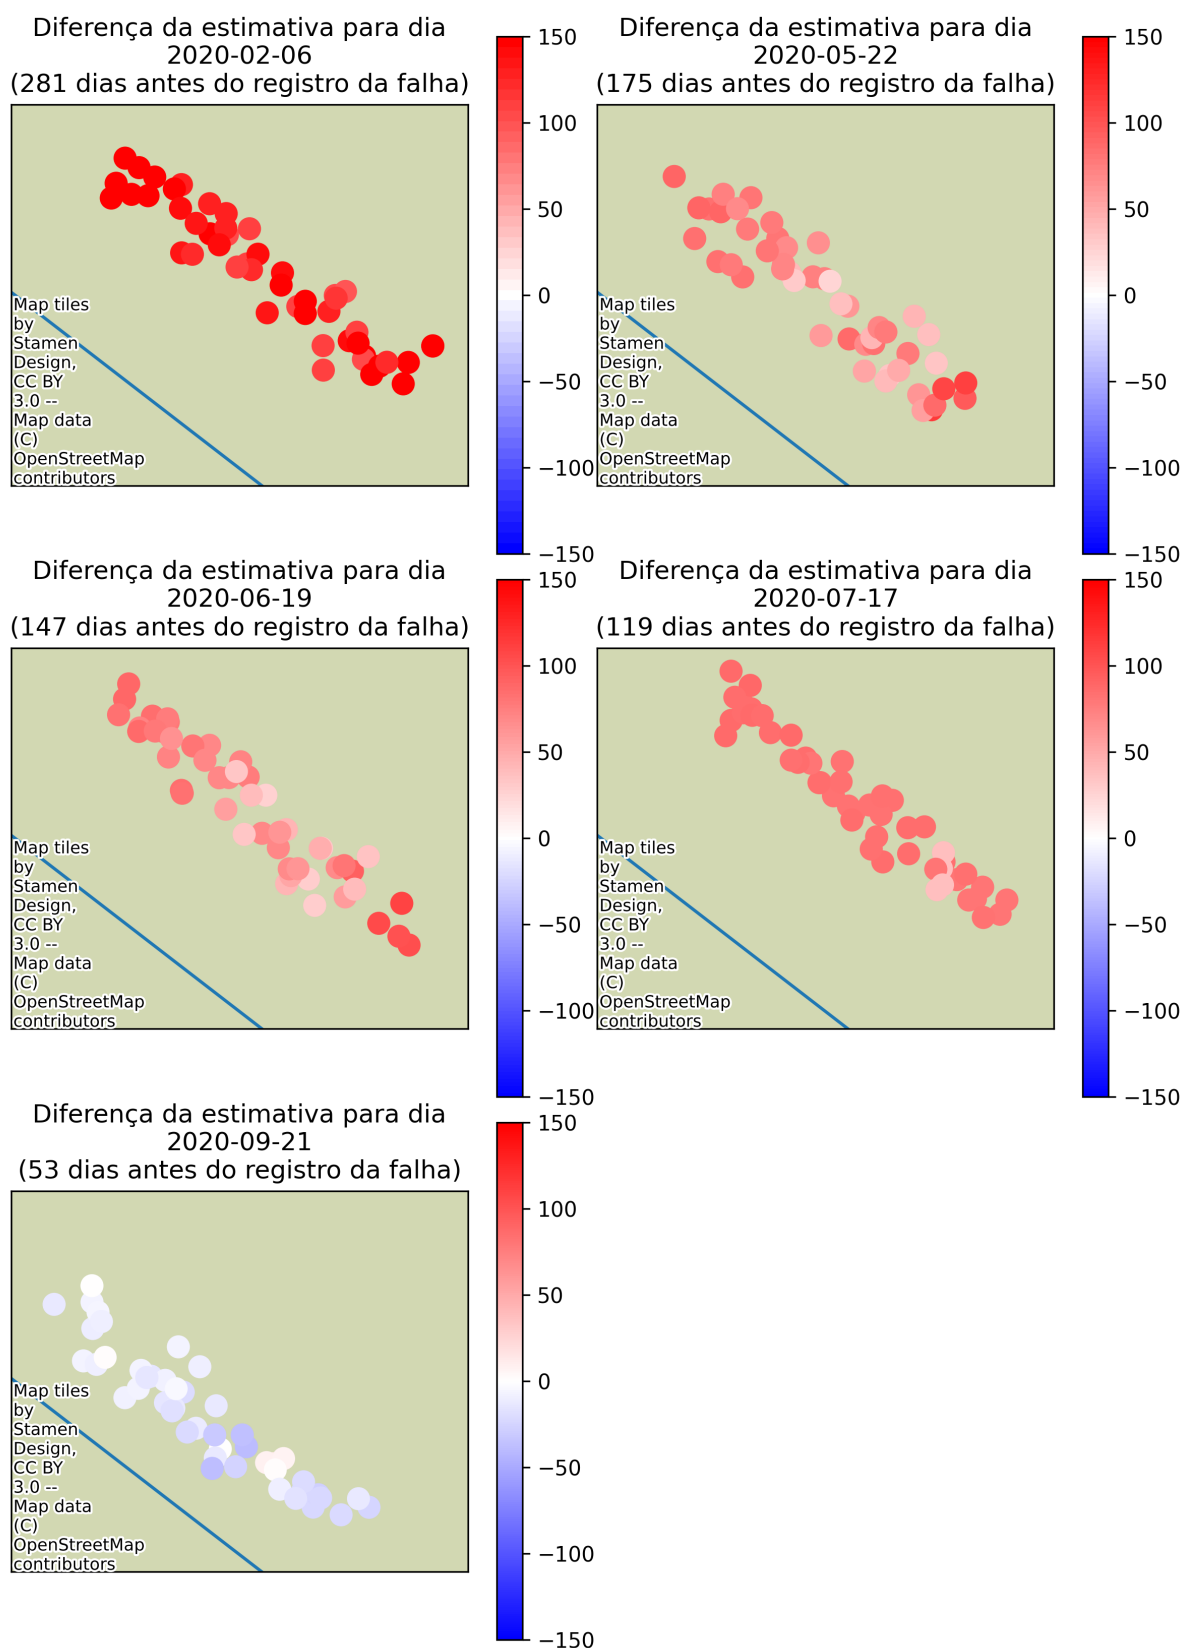 Diferença da estimativa para dia
2020-02-06
(281 dias antes do registro da falha)
Map tiles
by
Stamen
Design,
CC BY
3.0 --
Map data
(C)
OpenStreetMap
contributors
150
100
50
0
−50
−100
−150
Diferença da estimativa para dia
2020-05-22
(175 dias antes do registro da falha)
Map tiles
by
Stamen
Design,
CC BY
3.0 --
Map data
(C)
OpenStreetMap
contributors
150
100
50
0
−50
−100
−150
Diferença da estimativa para dia
2020-06-19
(147 dias antes do registro da falha)
Map tiles
by
Stamen
Design,
CC BY
3.0 --
Map data
(C)
OpenStreetMap
contributors
150
100
50
0
−50
−100
−150
Diferença da estimativa para dia
2020-07-17
(119 dias antes do registro da falha)
Map tiles
by
Stamen
Design,
CC BY
3.0 --
Map data
(C)
OpenStreetMap
contributors
150
100
50
0
−50
−100
−150
Diferença da estimativa para dia
2020-09-21
(53 dias antes do registro da falha)
Map tiles
by
Stamen
Design,
CC BY
3.0 --
Map data
(C)
OpenStreetMap
contributors
150
100
50
0
−50
−100
−150